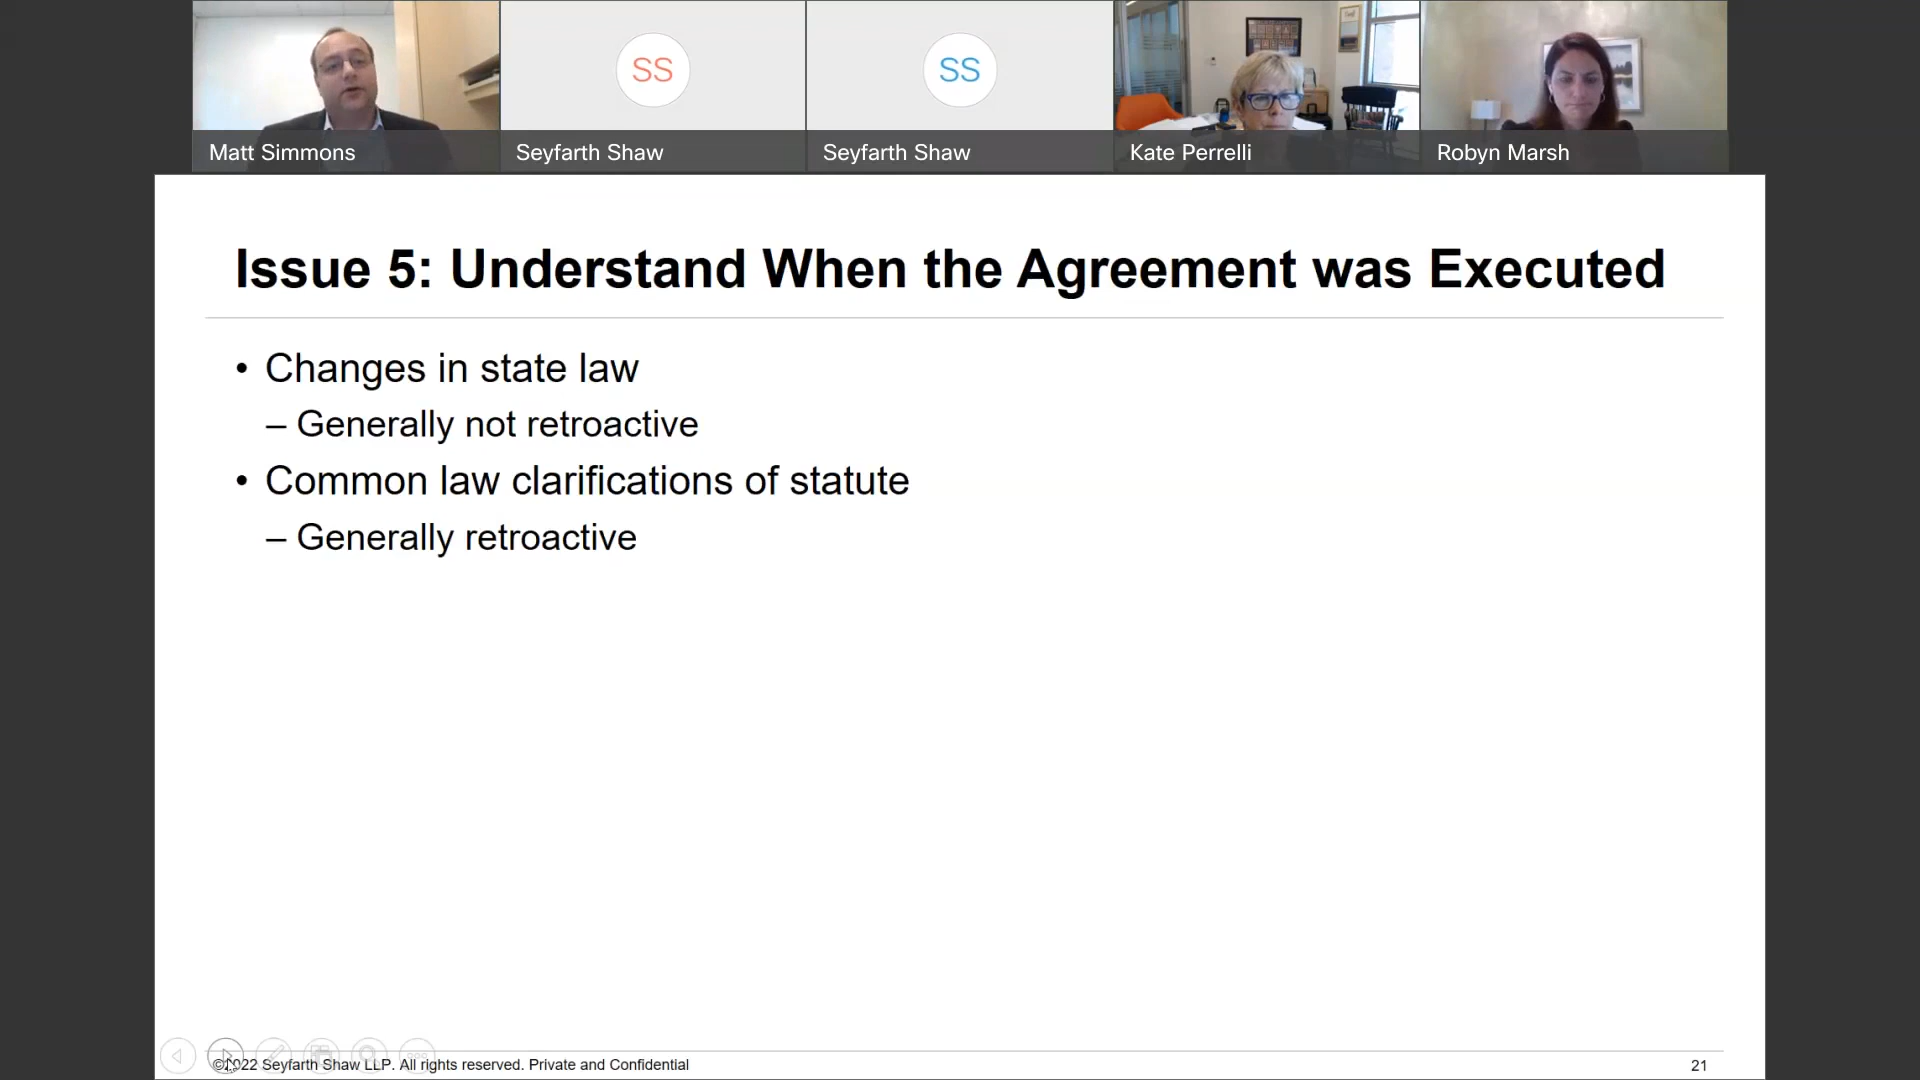 SS
SS
Matt Simmons
Seyfarth Shaw
Seyfarth Shaw
Kate Perrelli
Robyn Marsh
Issue 5: Understand When the Agreement was Executed
• Changes in state law
– Generally not retroactive
• Common law clarifications of statute
– Generally retroactive
©2022 Seyfarth Shaw LLP. All rights reserved. Private and Confidential
21